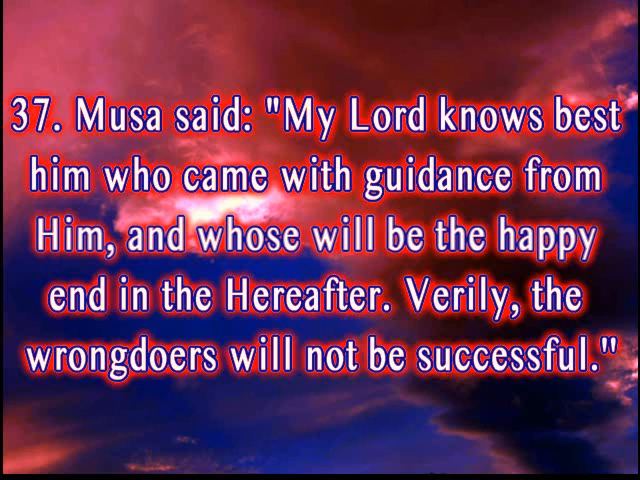 37. Musa said: "My Lord knows best
him who came with guidance from
Him, and whose will be the happy
end in the Hereafter. Verily, the
wrongdoers will not be successful."